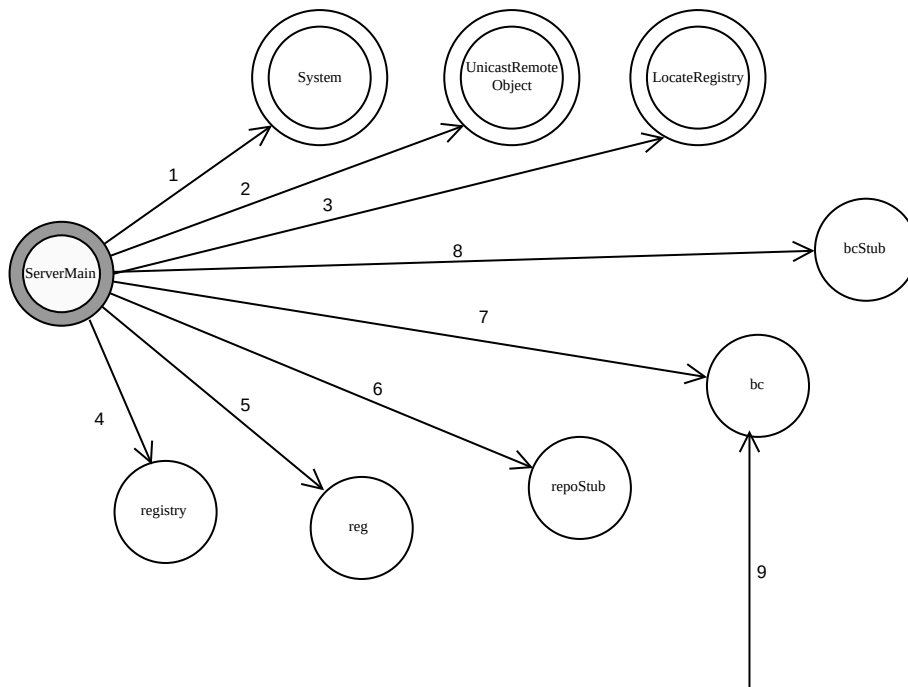 System
UnicastRemote
Object
LocateRegistry
1
2
3
8
bcStub
ServerMain
7
bc
4
5
6
registry
reg
repoStub
9